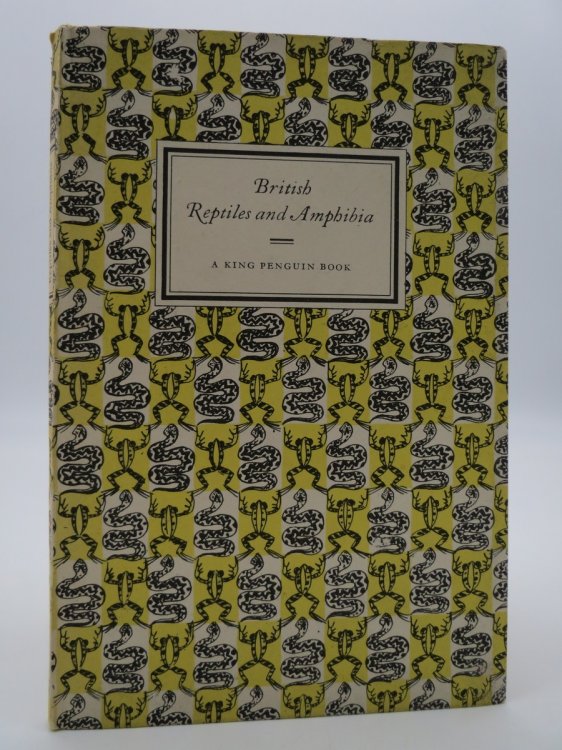 British
Reptiles and Amphibia
A KING PENGUIN BOOK